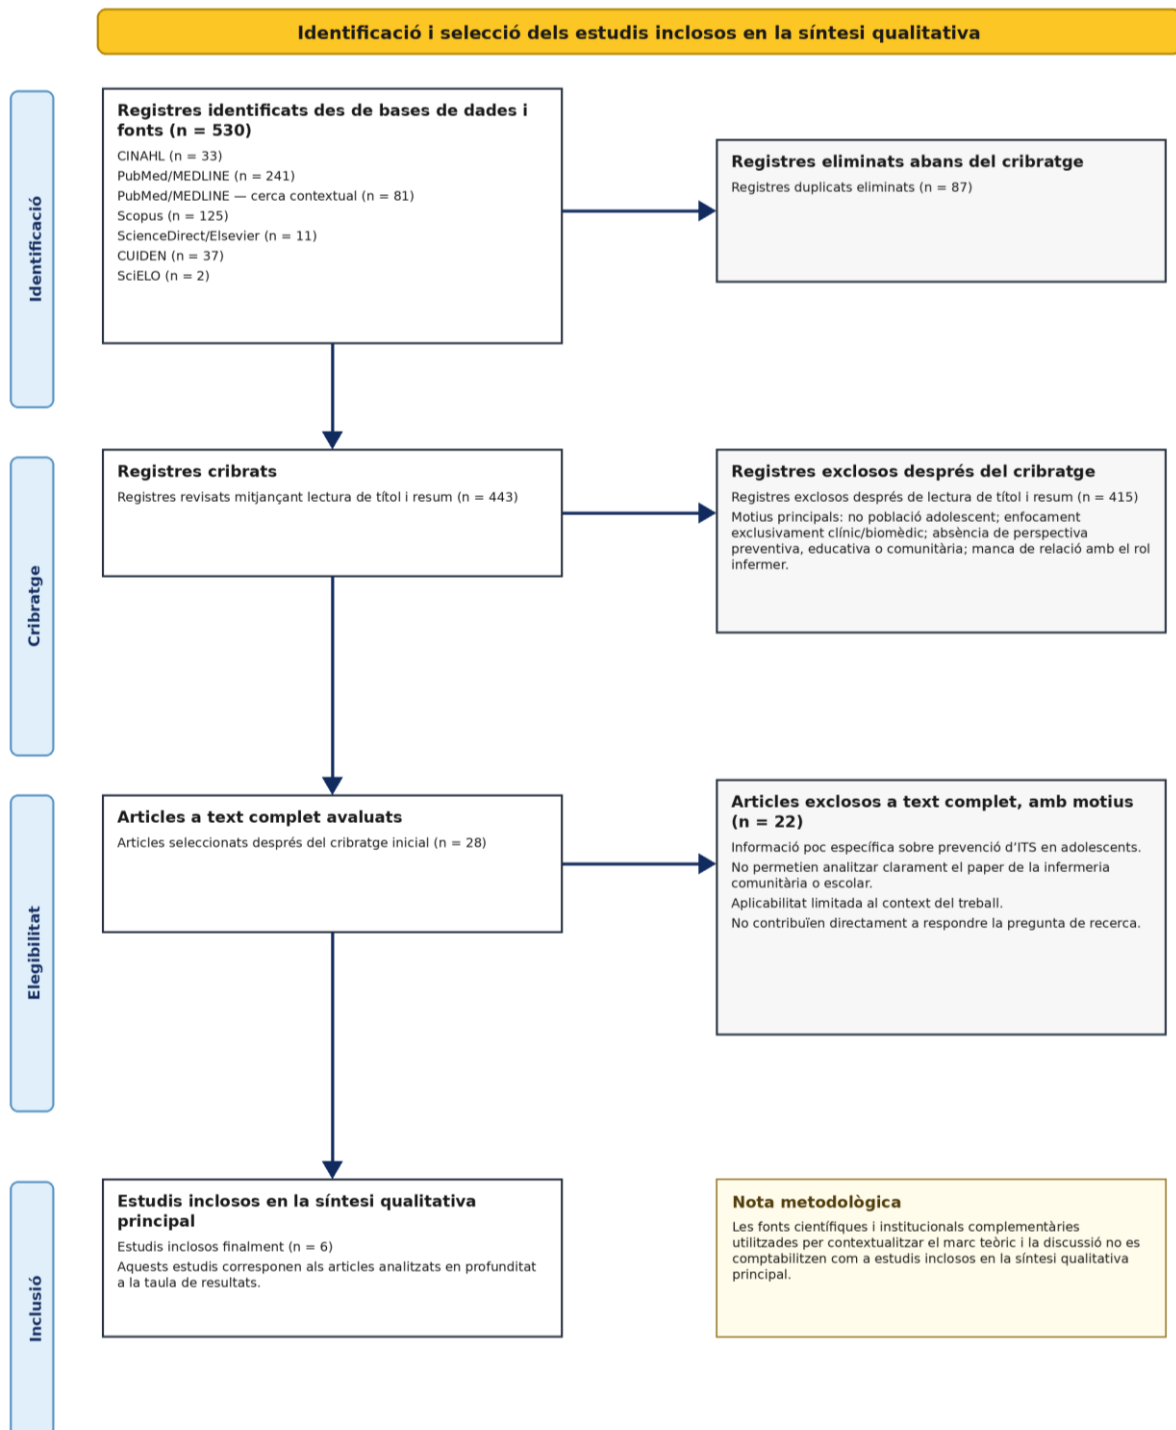 Identificació i selecció dels estudis inclosos en la síntesi qualitativa
Identificació
Registres identificats des de bases de dades i
fonts (n = 530)
CINAHL (n = 33)
PubMed/MEDLINE (n = 241)
PubMed/MEDLINE — cerca contextual (n = 81)
Scopus (n = 125)
ScienceDirect/Elsevier (n = 11)
CUIDEN (n = 37)
SciELO (n = 2)
Registres eliminats abans del cribratge
Registres duplicats eliminats (n = 87)
Cribratge
Registres cribrats
Registres revisats mitjançant lectura de títol i resum (n = 443)
Registres exclosos després del cribratge
Registres exclosos després de lectura de títol i resum (n = 415)
Motius principals: no població adolescent; enfocament
exclusivament clínic/biomèdic; absència de perspectiva
preventiva, educativa o comunitària; manca de relació amb el rol
infermer.
Elegibilitat
Articles a text complet avaluats
Articles seleccionats després del cribratge inicial (n = 28)
Articles exclosos a text complet, amb motius
(n = 22)
Informació poc específica sobre prevenció d’ITS en adolescents.
No permetien analitzar clarament el paper de la infermeria
comunitària o escolar.
Aplicabilitat limitada al context del treball.
No contribuïen directament a respondre la pregunta de recerca.
Inclusió
Estudis inclosos en la síntesi qualitativa
principal
Estudis inclosos finalment (n = 6)
Aquests estudis corresponen als articles analitzats en profunditat
a la taula de resultats.
Nota metodològica
Les fonts científiques i institucionals complementàries
utilitzades per contextualitzar el marc teòric i la discussió no es
comptabilitzen com a estudis inclosos en la síntesi qualitativa
principal.